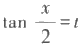 tan x/2 = t